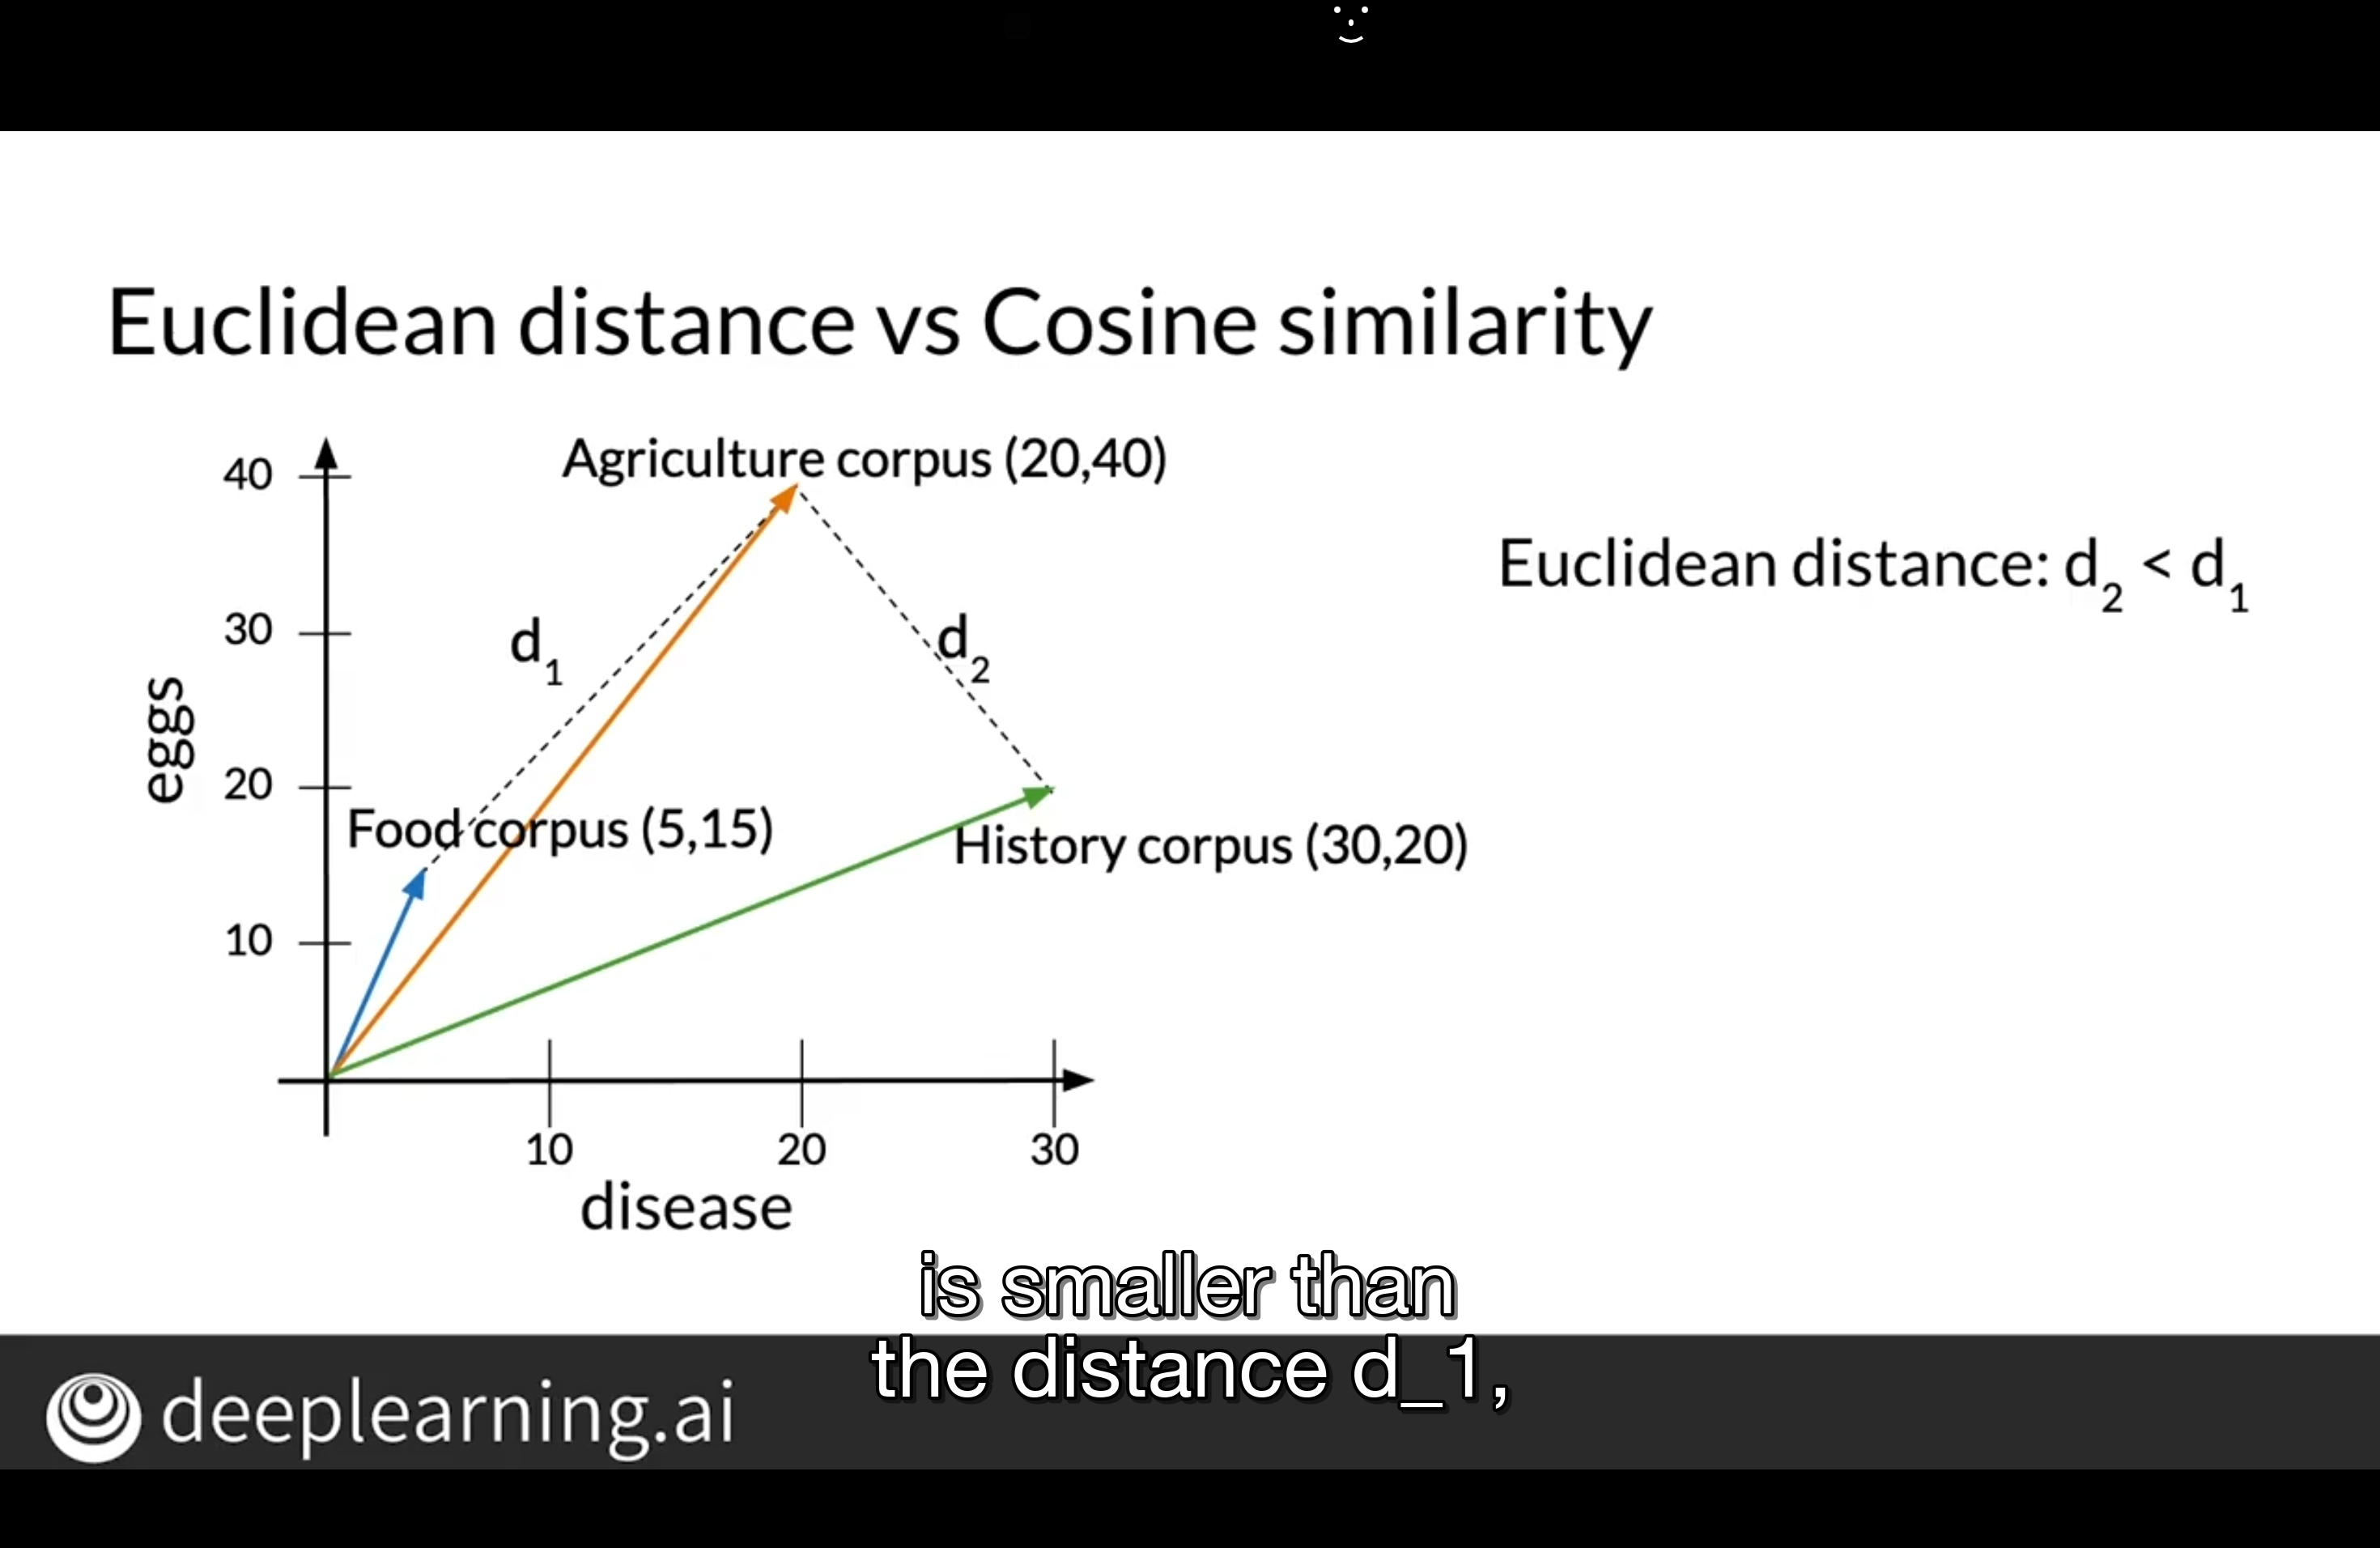 Euclidean distance vs Cosine similarity
Agriculture corpus (20,40)
40
Euclidean distance: d₂ < d₁
30
d₁
d₂
eggs
20
Food corpus (5,15)
History corpus (30,20)
10
10 20 30
disease
is smaller than
the distance d_1,
deeplearning.ai